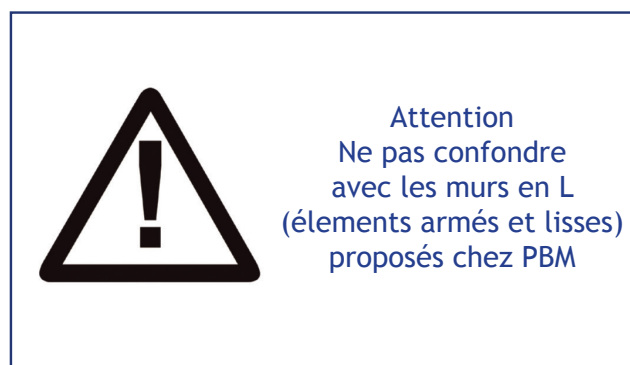 Attention
Ne pas confondre
avec les murs en L
(élements armés et lisses)
proposés chez PBM